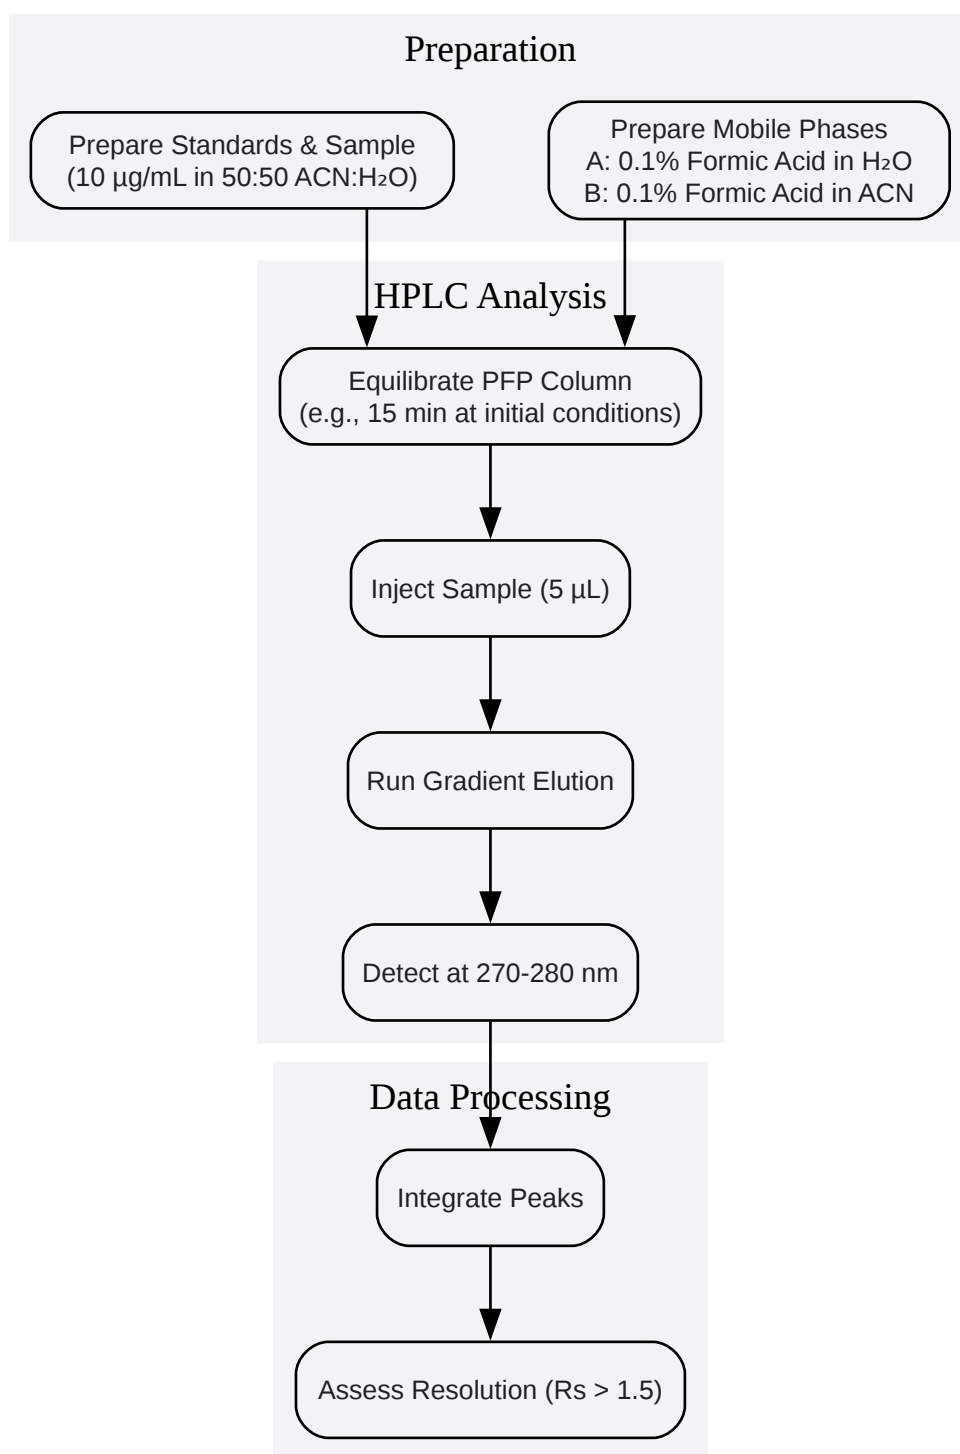 Preparation
Prepare Standards & Sample
(10 µg/mL in 50:50 ACN:H₂O)
Prepare Mobile Phases
A: 0.1% Formic Acid in H₂O
B: 0.1% Formic Acid in ACN
HPLC Analysis
Equilibrate PFP Column
(e.g., 15 min at initial conditions)
Inject Sample (5 µL)
Run Gradient Elution
Detect at 270-280 nm
Data Processing
Integrate Peaks
Assess Resolution (Rs > 1.5)